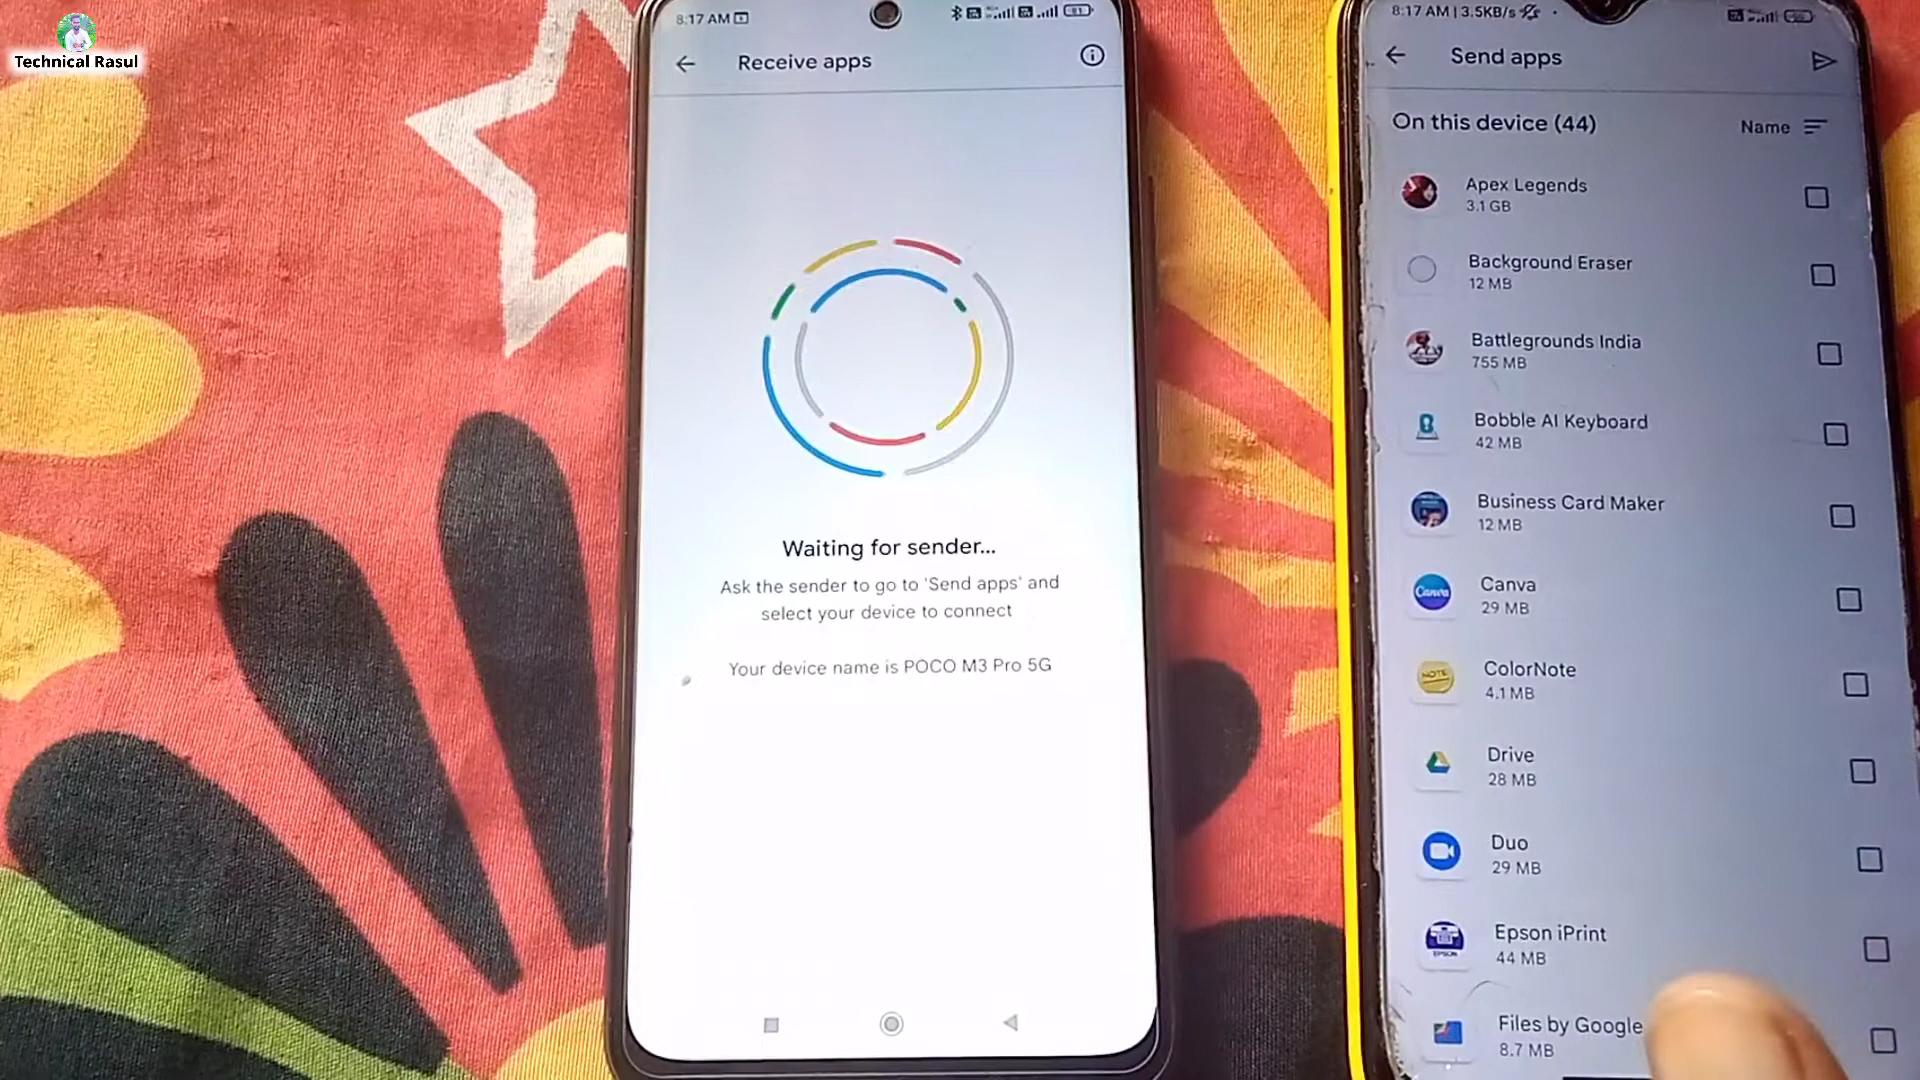 Technical Rasul
8:17 AM
Receive apps
Waiting for sender...
Ask the sender to go to 'Send apps' and
select your device to connect
Your device name is POCO M3 Pro 5G
8:17 AM | 3.5KB/s
Send apps
On this device (44)
Name
Apex Legends
3.1 GB
Background Eraser
12 MB
Battlegrounds India
755 MB
Bobble AI Keyboard
42 MB
Business Card Maker
12 MB
Canva
Canva
29 MB
NOTE
ColorNote
4.1 MB
Drive
28 MB
Duo
29 MB
EPSON
Epson iPrint
44 MB
Files by Google
8.7 MB